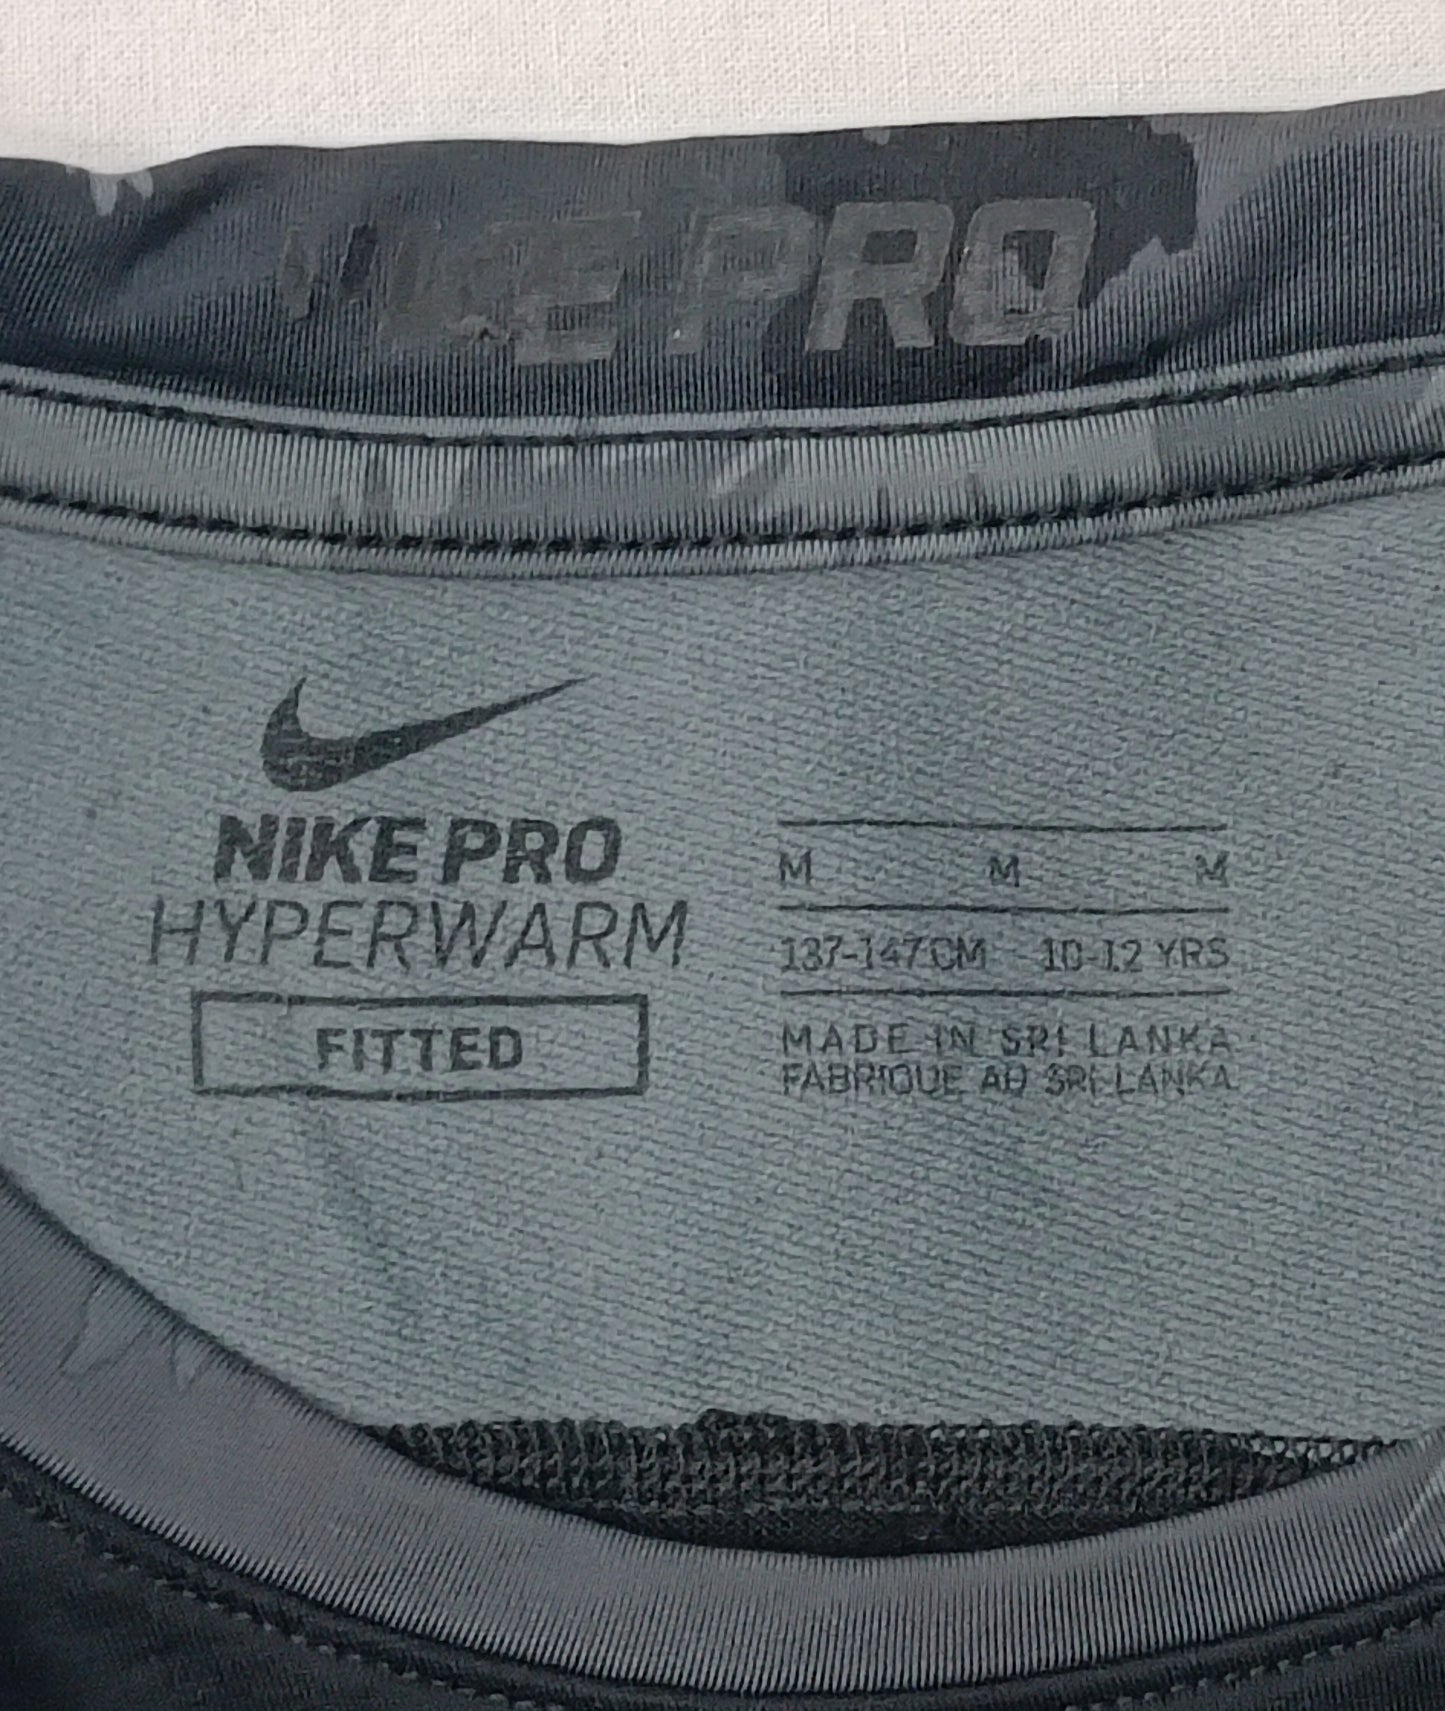 NIKE PRO
NIKE PRO
HYPERWARM
FITTED
M M M
137-147CM 10-12 YRS
MADE IN SRI LANKA
FABRIQUE AU SRI LANKA